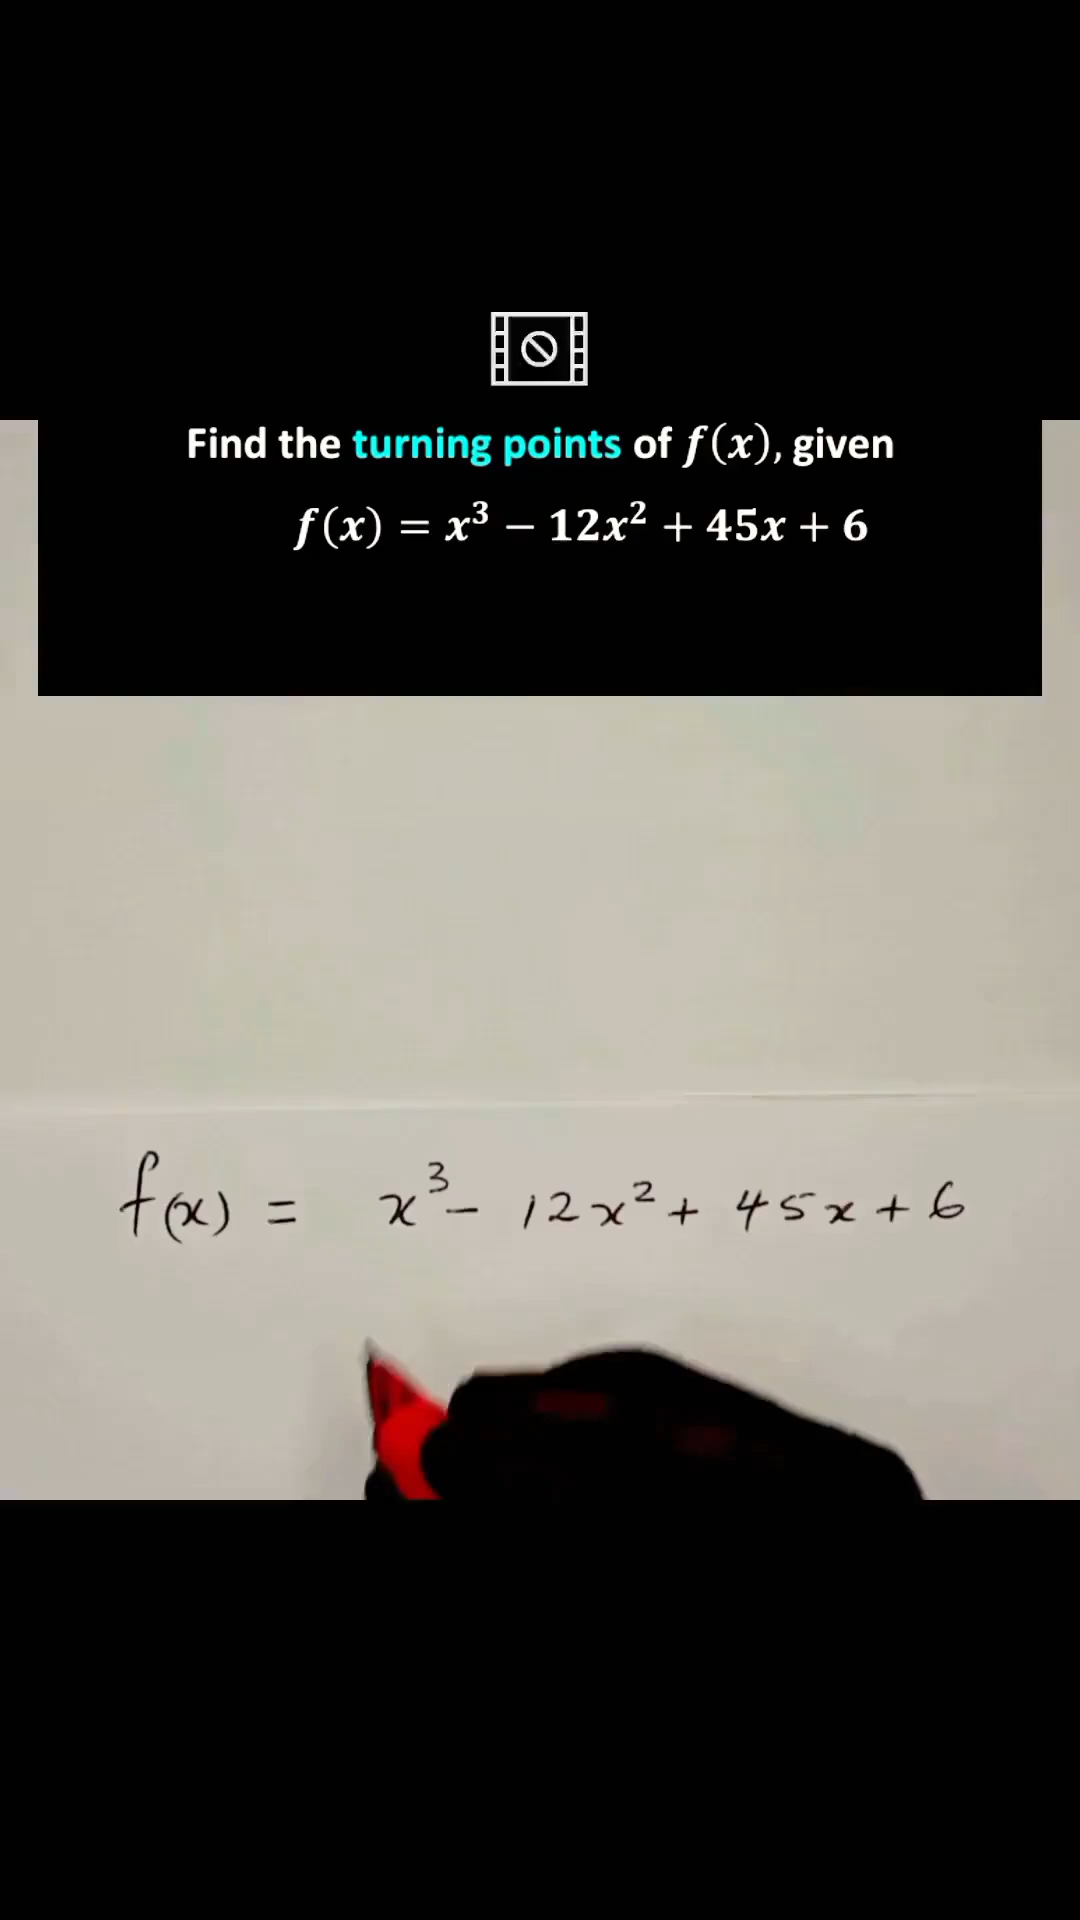 Find the turning points of f(x), given
f(x) = x³ − 12x² + 45x + 6
f(x) = x³ - 12x² + 45x + 6